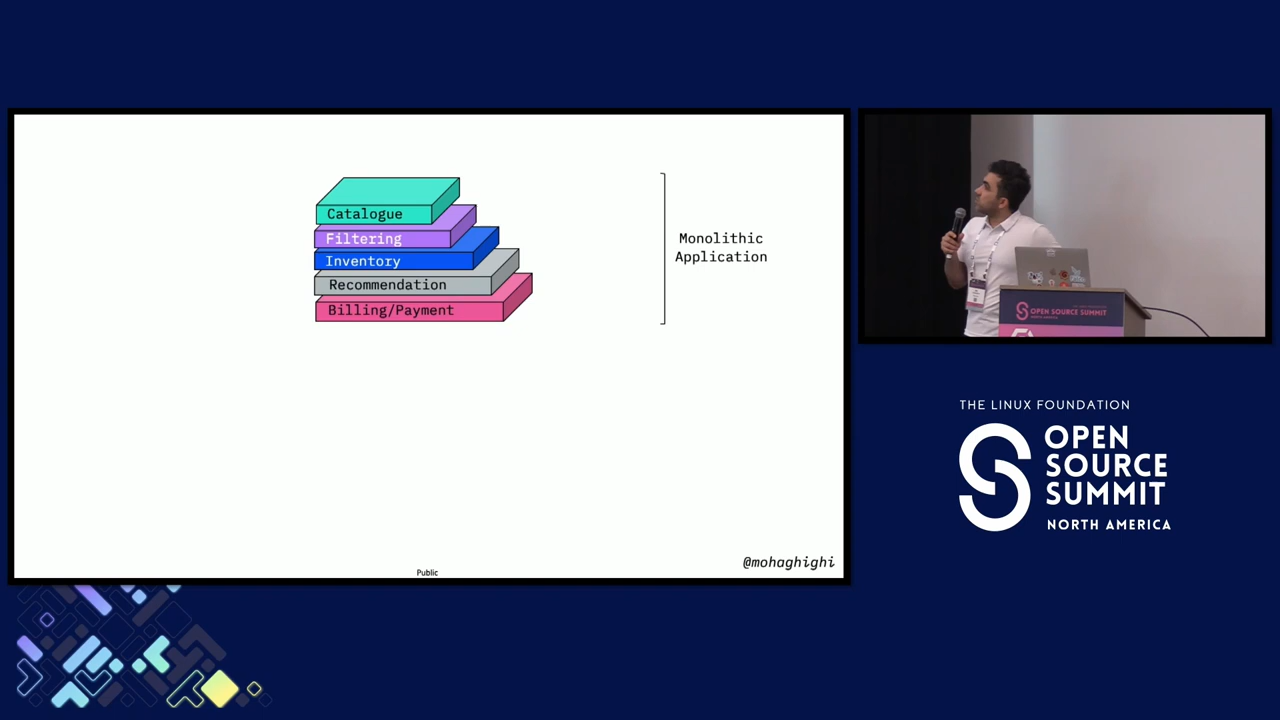 Catalogue
Filtering
Inventory
Recommendation
Billing/Payment
Monolithic
Application
@mohaghighi
Public
OPEN SOURCE SUMMIT
THE LINUX FOUNDATION
OPEN
SOURCE
SUMMIT
NORTH AMERICA